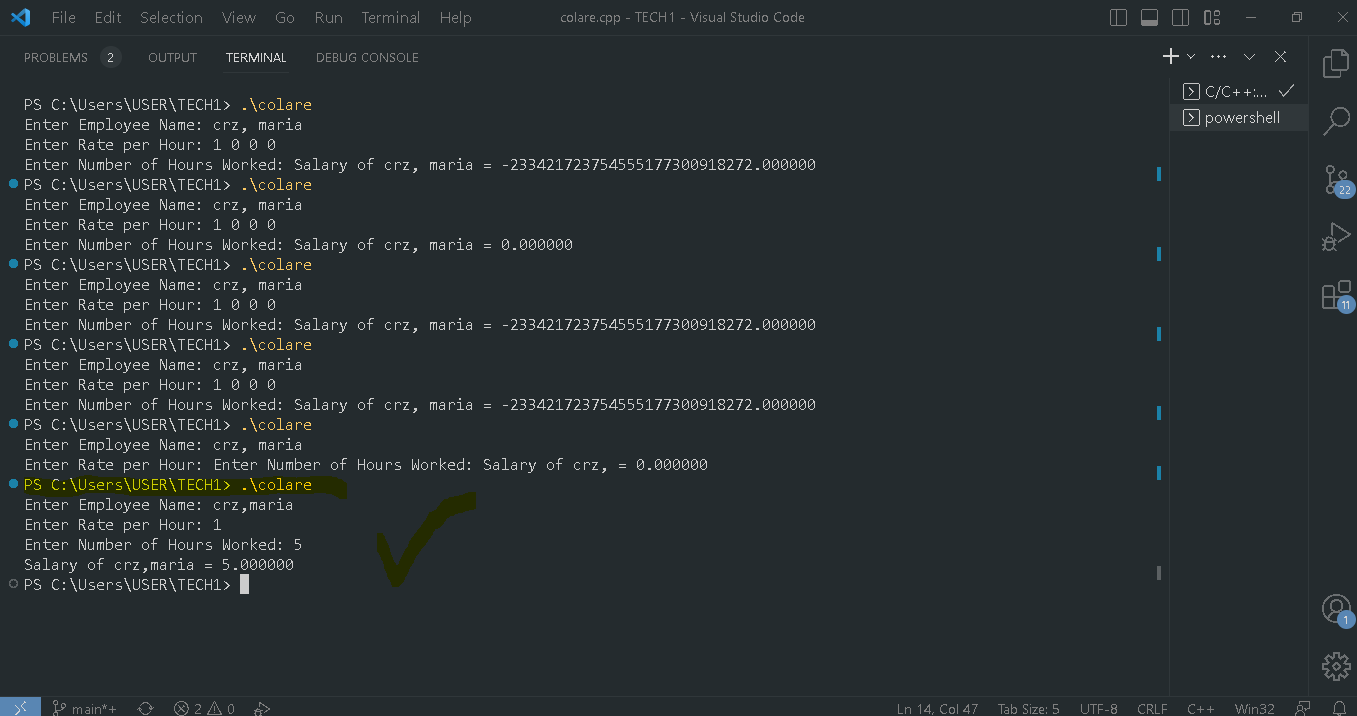 File Edit Selection View Go Run Terminal Help colare.cpp - TECH1 - Visual Studio Code
PROBLEMS 2 OUTPUT TERMINAL DEBUG CONSOLE
C/C++:...
powershell
PS C:\Users\USER\TECH1> .\colare
Enter Employee Name: crz, maria
Enter Rate per Hour: 1 0 0 0
Enter Number of Hours Worked: Salary of crz, maria = -233421723754555177300918272.000000
PS C:\Users\USER\TECH1> .\colare
Enter Employee Name: crz, maria
Enter Rate per Hour: 1 0 0 0
Enter Number of Hours Worked: Salary of crz, maria = 0.000000
PS C:\Users\USER\TECH1> .\colare
Enter Employee Name: crz, maria
Enter Rate per Hour: 1 0 0 0
Enter Number of Hours Worked: Salary of crz, maria = -233421723754555177300918272.000000
PS C:\Users\USER\TECH1> .\colare
Enter Employee Name: crz, maria
Enter Rate per Hour: 1 0 0 0
Enter Number of Hours Worked: Salary of crz, maria = -233421723754555177300918272.000000
PS C:\Users\USER\TECH1> .\colare
Enter Employee Name: crz, maria
Enter Rate per Hour: Enter Number of Hours Worked: Salary of crz, = 0.000000
PS C:\Users\USER\TECH1> .\colare
Enter Employee Name: crz,maria
Enter Rate per Hour: 1
Enter Number of Hours Worked: 5
Salary of crz,maria = 5.000000
PS C:\Users\USER\TECH1>
22
11
1
main*+ 2 0 Ln 14, Col 47 Tab Size: 5 UTF-8 CRLF C++ Win32